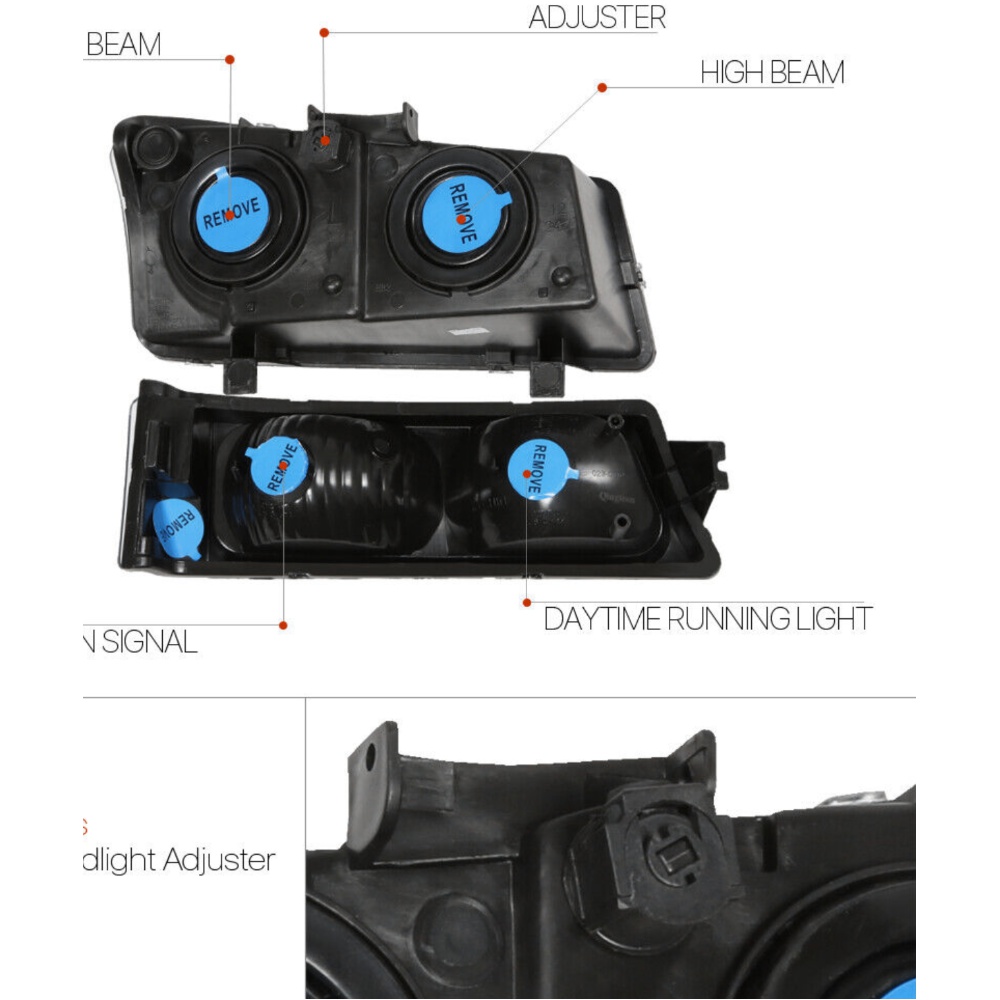 ADJUSTER
BEAM
HIGH BEAM
REMOVE
REMOVE
REMOVE
REMOVE
REMOVE
DAYTIME RUNNING LIGHT
N SIGNAL
dlight Adjuster